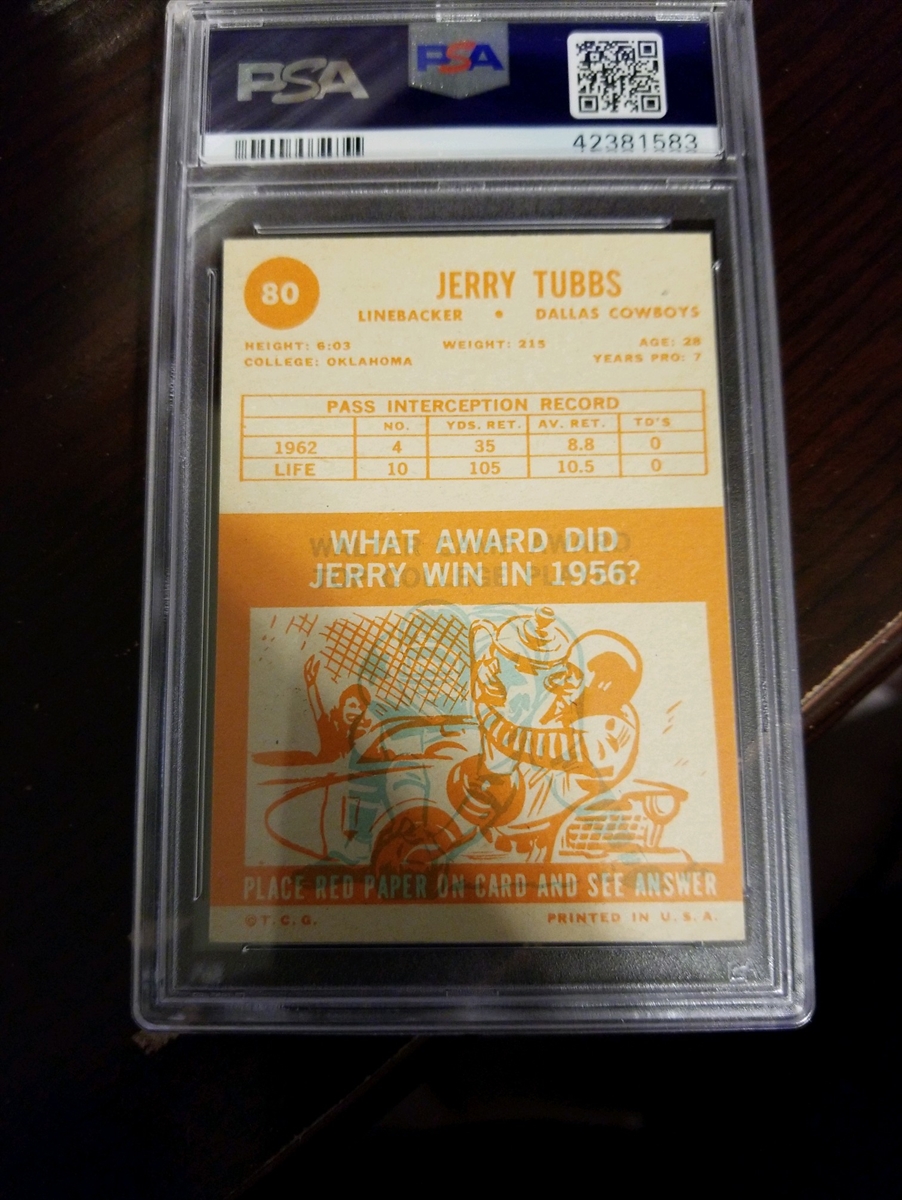 PSA PSA
42381583
80 JERRY TUBBS
LINEBACKER • DALLAS COWBOYS
HEIGHT: 6:03 WEIGHT: 215 AGE: 28
COLLEGE: OKLAHOMA YEARS PRO: 7
PASS INTERCEPTION RECORD
NO. YDS. RET. AV. RET. TD'S
1962 4 35 8.8 0
LIFE 10 105 10.5 0
WHAT AWARD DID
JERRY WIN IN 1956?
PLACE RED PAPER ON CARD AND SEE ANSWER
©T.C.G. PRINTED IN U.S.A.